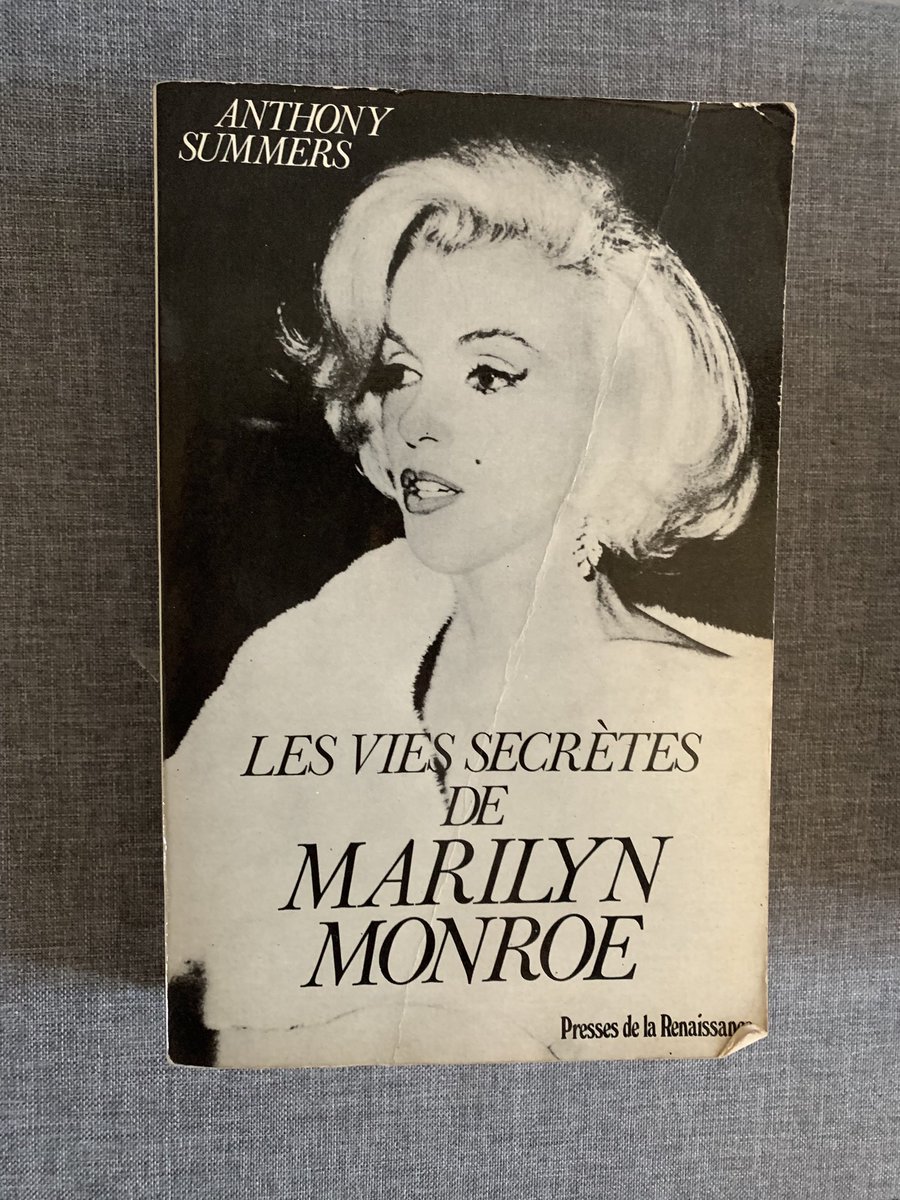 ANTHONY
SUMMERS
LES VIES SECRÈTES
DE
MARILYN
MONROE
Presses de la Renaissance